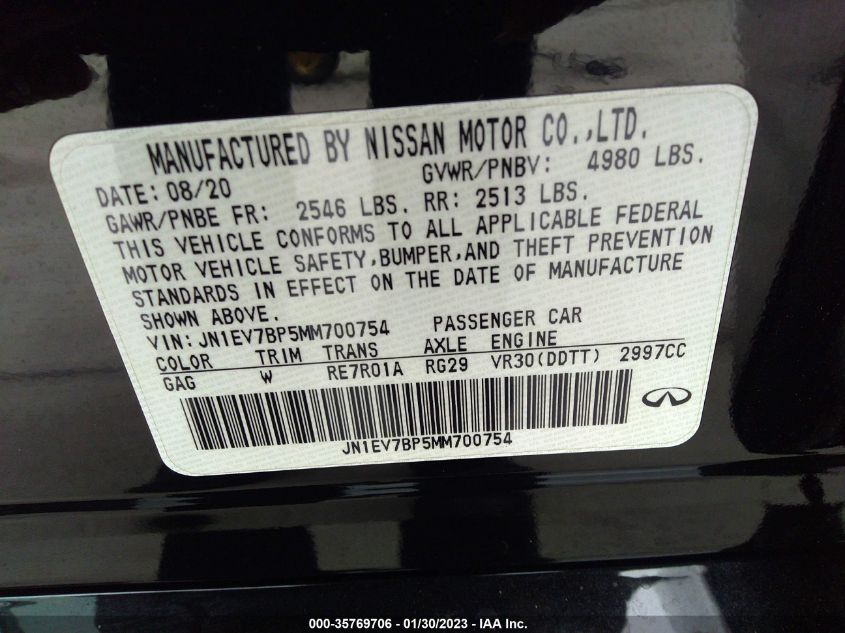 MANUFACTURED BY NISSAN MOTOR CO.,LTD.
DATE: 08/20 GVWR/PNBV: 4980 LBS.
GAWR/PNBE FR: 2546 LBS. RR: 2513 LBS.
THIS VEHICLE CONFORMS TO ALL APPLICABLE FEDERAL
MOTOR VEHICLE SAFETY,BUMPER,AND THEFT PREVENTION
STANDARDS IN EFFECT ON THE DATE OF MANUFACTURE
SHOWN ABOVE.
VIN:JN1EV7BP5MM700754 PASSENGER CAR
COLOR TRIM TRANS AXLE ENGINE
GAG W RE7R01A RG29 VR30(DDTT) 2997CC
JN1EV7BP5MM700754
000-35769706 - 01/30/2023 - IAA Inc.